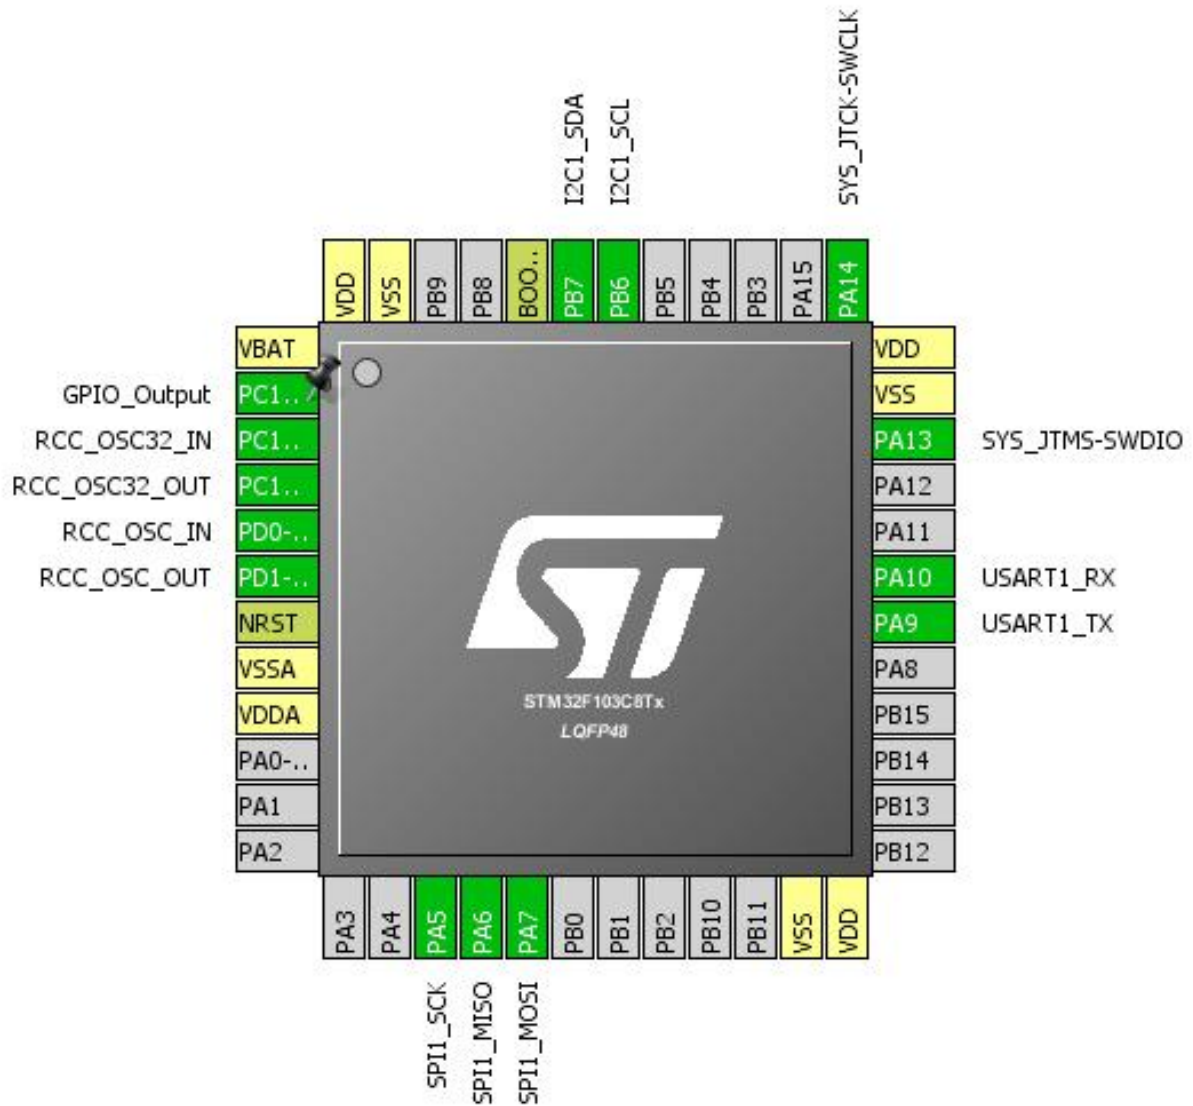 SYS_JTCK-SWCLK
I2C1_SDA
I2C1_SCL
VDD
VSS
PB9
PB8
BOO..
PB7
PB6
PB5
PB4
PB3
PA15
PA14
VBAT
GPIO_Output PC1..
RCC_OSC32_IN PC1..
RCC_OSC32_OUT PC1..
RCC_OSC_IN PD0-..
RCC_OSC_OUT PD1-..
NRST
VSSA
VDDA
PA0-..
PA1
PA2
VDD
VSS
PA13 SYS_JTMS-SWDIO
PA12
PA11
PA10 USART1_RX
PA9 USART1_TX
PA8
PB15
PB14
PB13
PB12
ST
STM32F103C8Tx
LQFP48
PA3
PA4
PA5
PA6
PA7
PB0
PB1
PB2
PB10
PB11
VSS
VDD
SPI1_SCK
SPI1_MISO
SPI1_MOSI